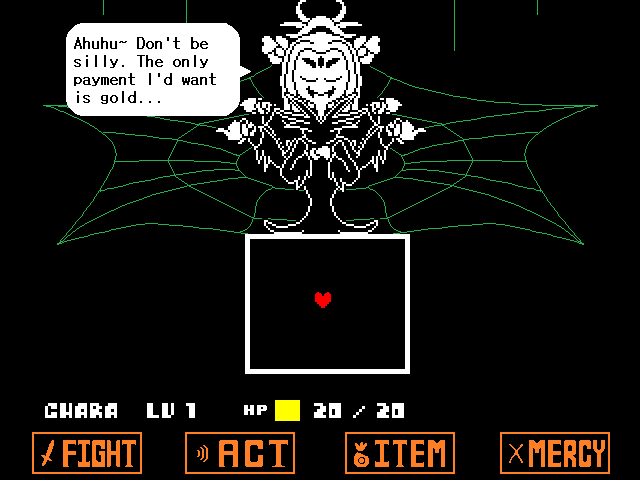 Ahuhu~ Don't be
silly. The only
payment I'd want
is gold...
CHARA LV 1 HP 20 / 20
FIGHT ACT ITEM MERCY